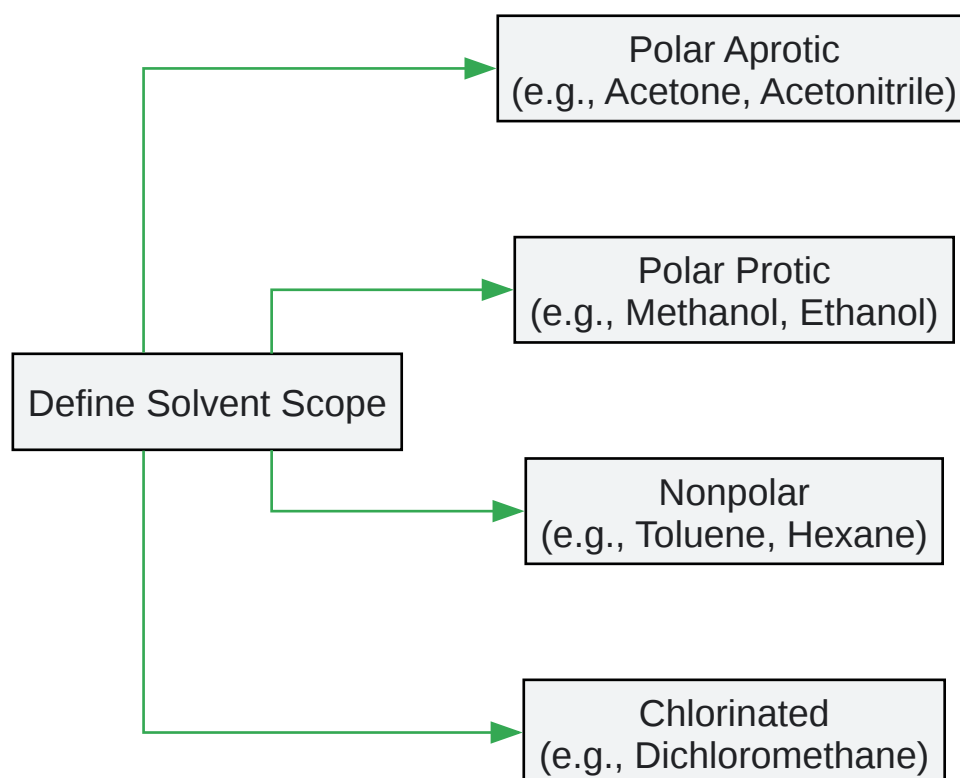 Polar Aprotic
(e.g., Acetone, Acetonitrile)
Polar Protic
(e.g., Methanol, Ethanol)
Define Solvent Scope
Nonpolar
(e.g., Toluene, Hexane)
Chlorinated
(e.g., Dichloromethane)